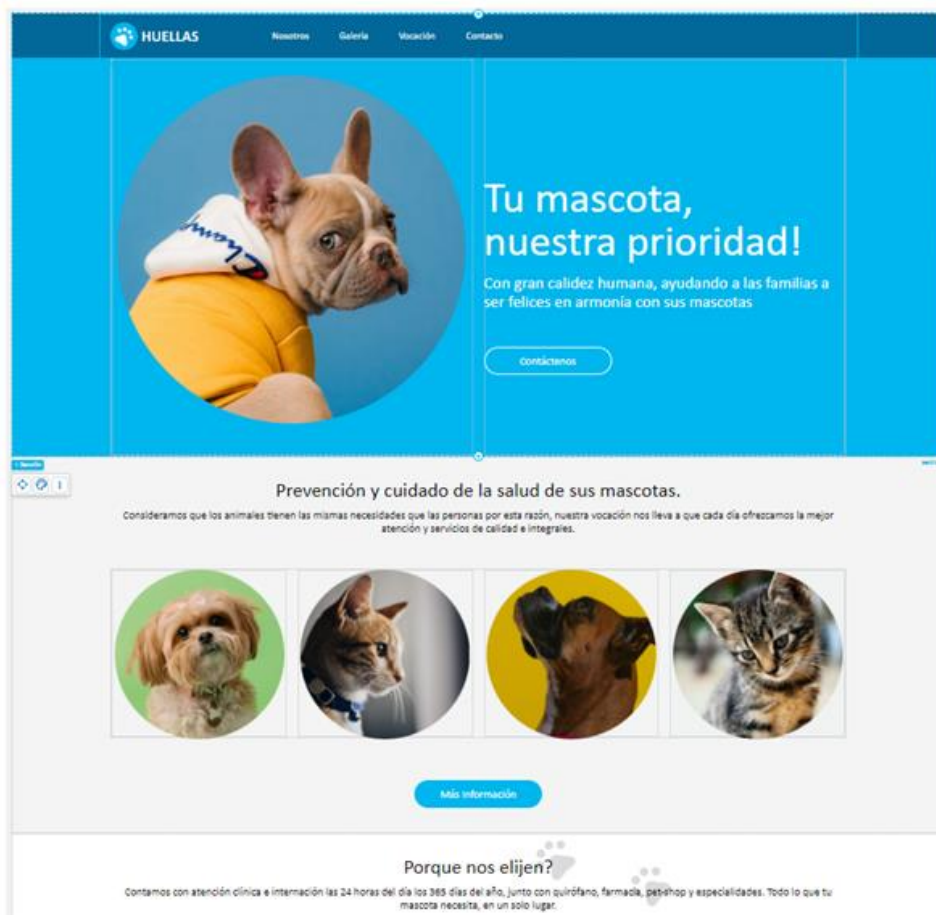 HUELLAS
Nosotros Galería Vocación Contacto
Champ
Tu mascota,
nuestra prioridad!
Con gran calidez humana, ayudando a las familias a
ser felices en armonía con sus mascotas
Contáctenos
Prevención y cuidado de la salud de sus mascotas.
Consideramos que los animales tienen las mismas necesidades que las personas por esta razón, nuestra vocación nos lleva a que cada día ofrezcamos la mejor
atención y servicios de calidad e integrales.
Más Información
Porque nos elijen?
Contamos con atención clínica e internación las 24 horas del día los 365 días del año, junto con quirófano, farmacia, pet-shop y especialidades. Todo lo que tu
mascota necesita, en un solo lugar.